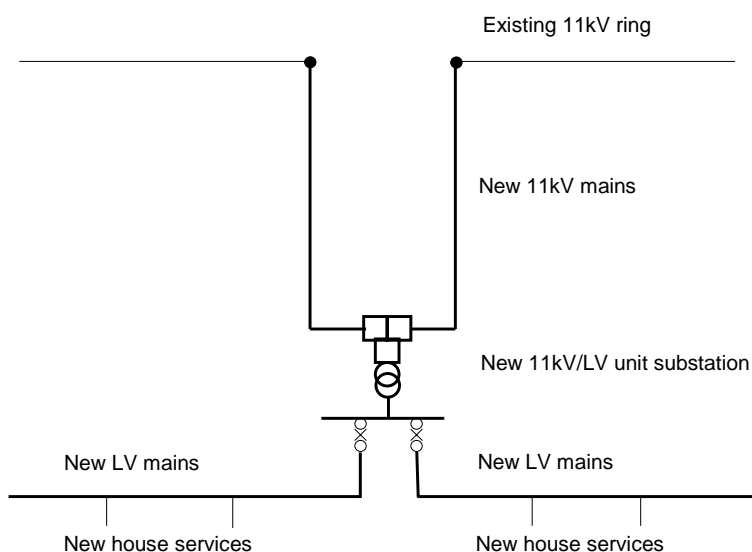 Existing 11kV ring
New 11kV mains
New 11kV/LV unit substation
New LV mains
New LV mains
New house services
New house services